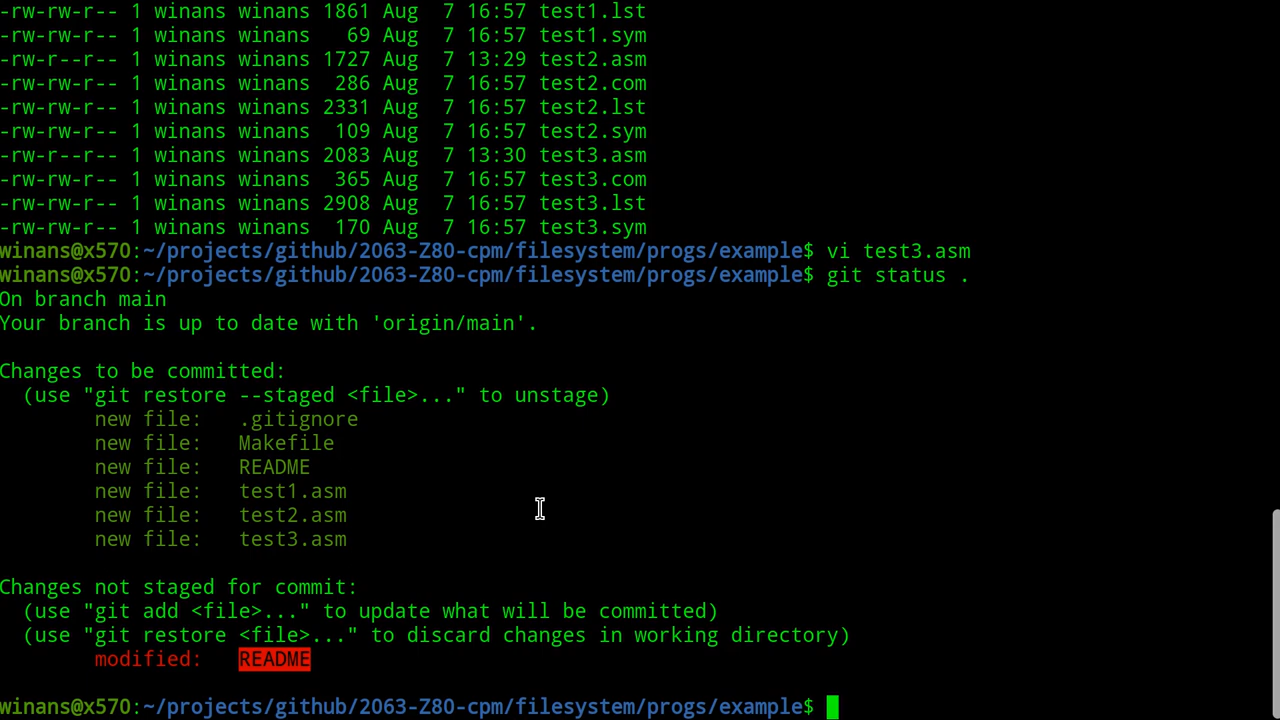 -rw-rw-r-- 1 winans winans 1861 Aug  7 16:57 test1.lst
-rw-rw-r-- 1 winans winans   69 Aug  7 16:57 test1.sym
-rw-r--r-- 1 winans winans 1727 Aug  7 13:29 test2.asm
-rw-rw-r-- 1 winans winans  286 Aug  7 16:57 test2.com
-rw-rw-r-- 1 winans winans 2331 Aug  7 16:57 test2.lst
-rw-rw-r-- 1 winans winans  109 Aug  7 16:57 test2.sym
-rw-r--r-- 1 winans winans 2083 Aug  7 13:30 test3.asm
-rw-rw-r-- 1 winans winans  365 Aug  7 16:57 test3.com
-rw-rw-r-- 1 winans winans 2908 Aug  7 16:57 test3.lst
-rw-rw-r-- 1 winans winans  170 Aug  7 16:57 test3.sym
winans@x570:~/projects/github/2063-Z80-cpm/filesystem/progs/example$ vi test3.asm
winans@x570:~/projects/github/2063-Z80-cpm/filesystem/progs/example$ git status .
On branch main
Your branch is up to date with 'origin/main'.

Changes to be committed:
  (use "git restore --staged <file>..." to unstage)
        new file:   .gitignore
        new file:   Makefile
        new file:   README
        new file:   test1.asm
        new file:   test2.asm
        new file:   test3.asm

Changes not staged for commit:
  (use "git add <file>..." to update what will be committed)
  (use "git restore <file>..." to discard changes in working directory)
        modified:   README

winans@x570:~/projects/github/2063-Z80-cpm/filesystem/progs/example$